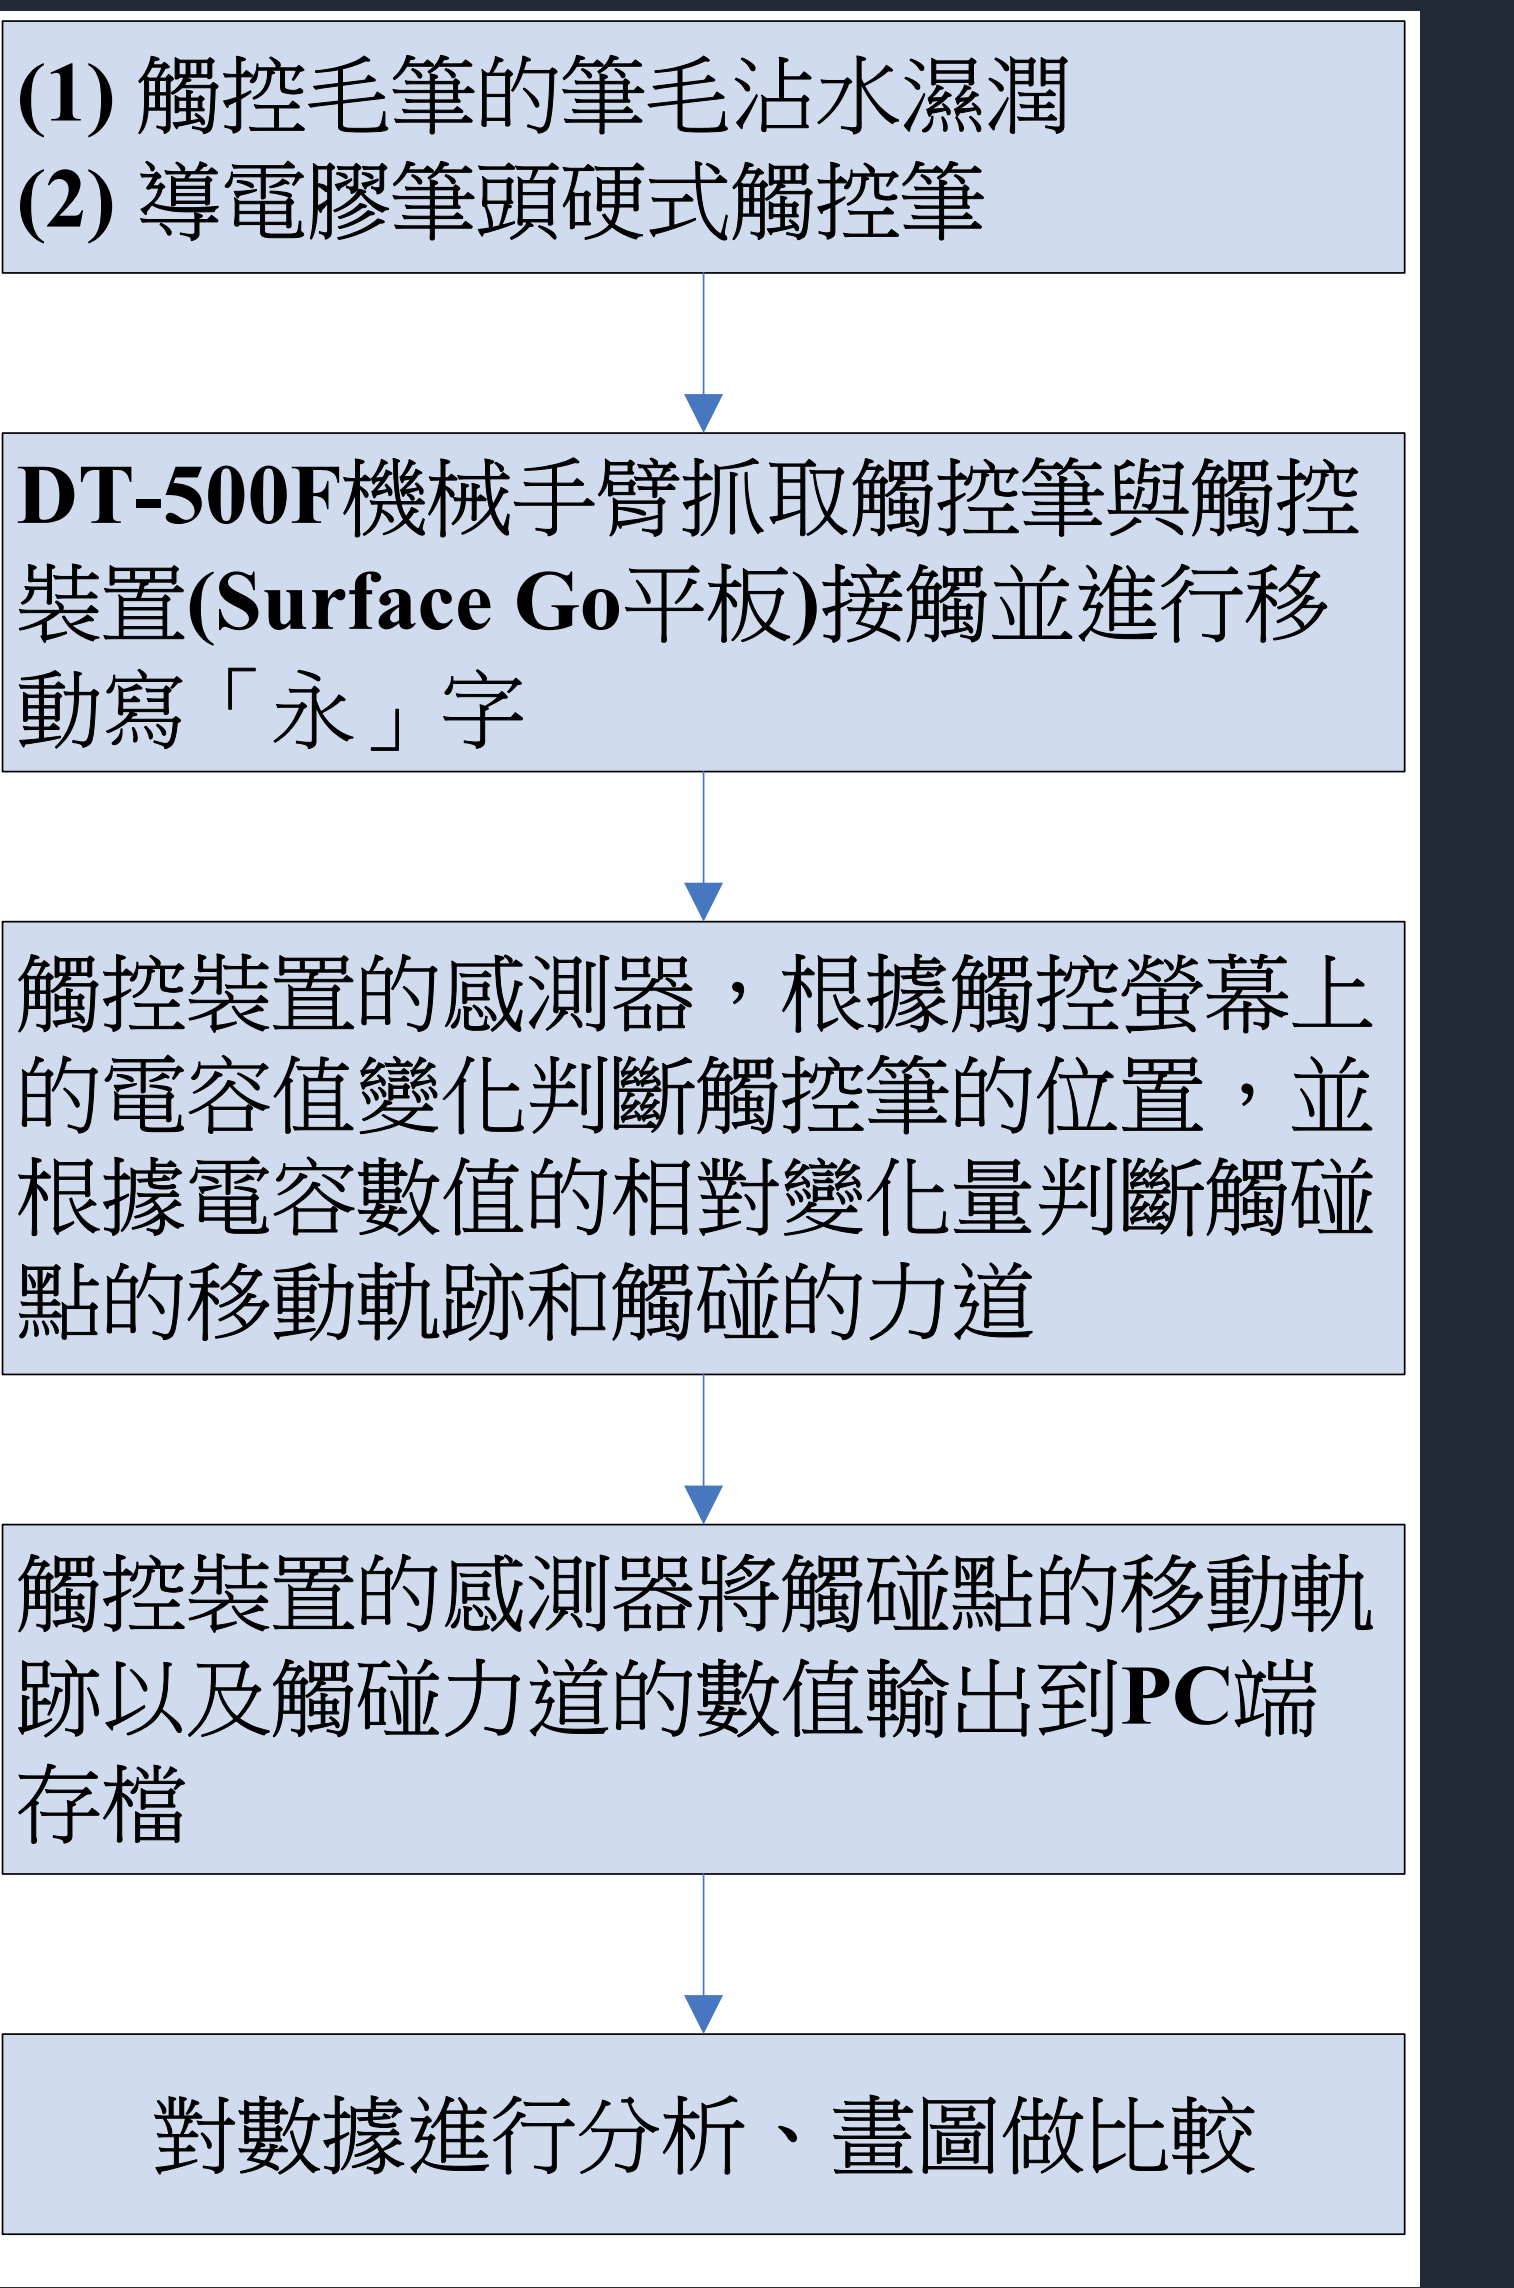 (1) 觸控毛筆的筆毛沾水濕潤
(2) 導電膠筆頭硬式觸控筆
DT-500F機械手臂抓取觸控筆與觸控
裝置(Surface Go平板)接觸並進行移
動寫「永」字
觸控裝置的感測器，根據觸控螢幕上
的電容值變化判斷觸控筆的位置，並
根據電容數值的相對變化量判斷觸碰
點的移動軌跡和觸碰的力道
觸控裝置的感測器將觸碰點的移動軌
跡以及觸碰力道的數值輸出到PC端
存檔
對數據進行分析、畫圖做比較